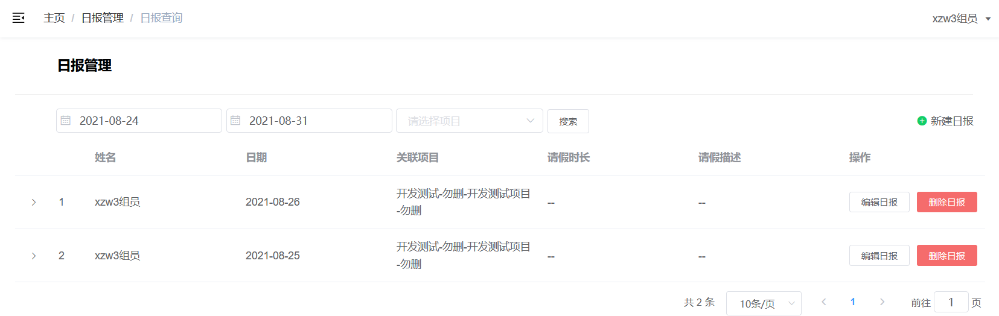 主页 / 日报管理 / 日报查询
xzw3组员
日报管理
2021-08-24 2021-08-31 请选择项目 搜索 新建日报
姓名 日期 关联项目 请假时长 请假描述 操作
1 xzw3组员 2021-08-26 开发测试-勿删-开发测试项目 -- -- 编辑日报 删除日报
-勿删
2 xzw3组员 2021-08-25 开发测试-勿删-开发测试项目 -- -- 编辑日报 删除日报
-勿删
共 2 条 10条/页 1 前往 1 页